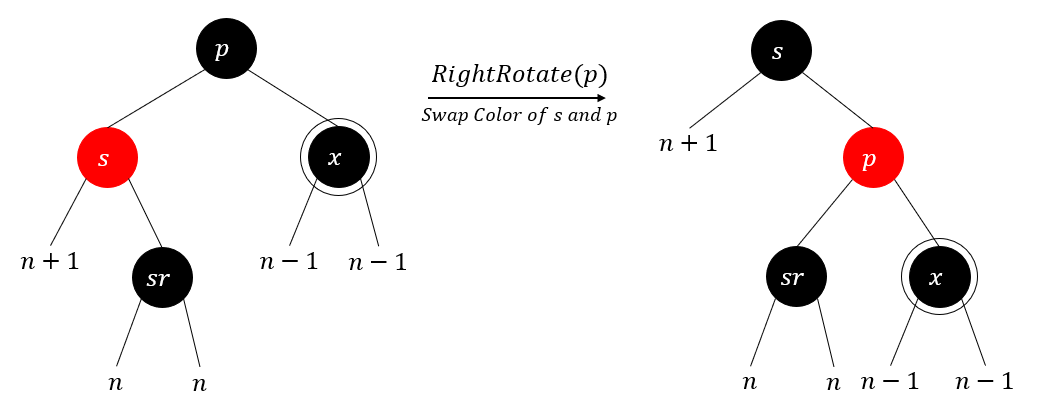 p
s
x
n + 1
sr
n − 1
n − 1
n
n
RightRotate(p)
Swap Color of s and p
s
n + 1
p
sr
x
n
n
n − 1
n − 1